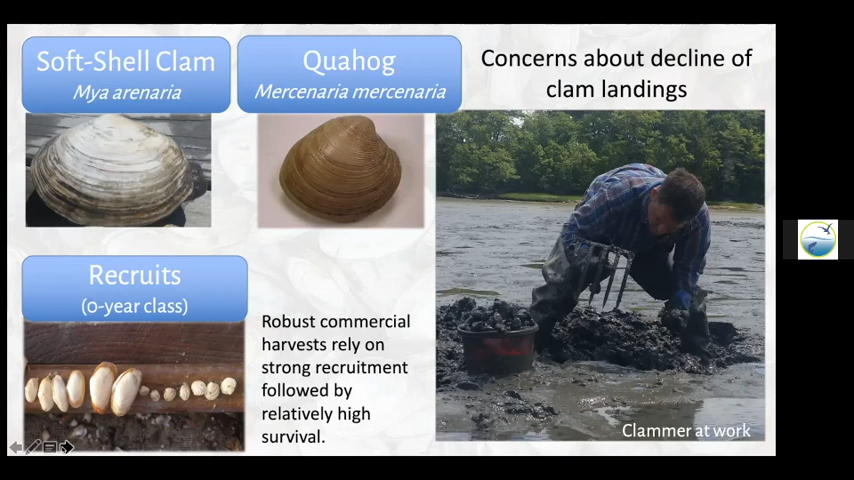 Soft-Shell Clam
Mya arenaria
Quahog
Mercenaria mercenaria
Concerns about decline of
clam landings
Recruits
(0-year class)
Robust commercial
harvests rely on
strong recruitment
followed by
relatively high
survival.
Clammer at work